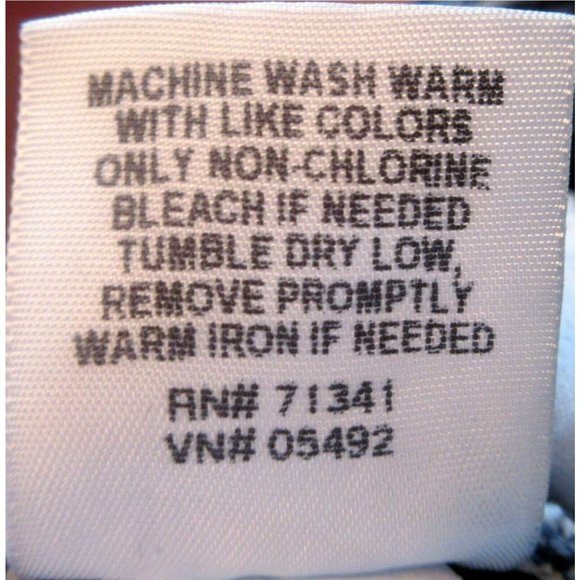 MACHINE WASH WARM
WITH LIKE COLORS
ONLY NON-CHLORINE
BLEACH IF NEEDED
TUMBLE DRY LOW,
REMOVE PROMPTLY
WARM IRON IF NEEDED
RN# 71341
VN# 05492